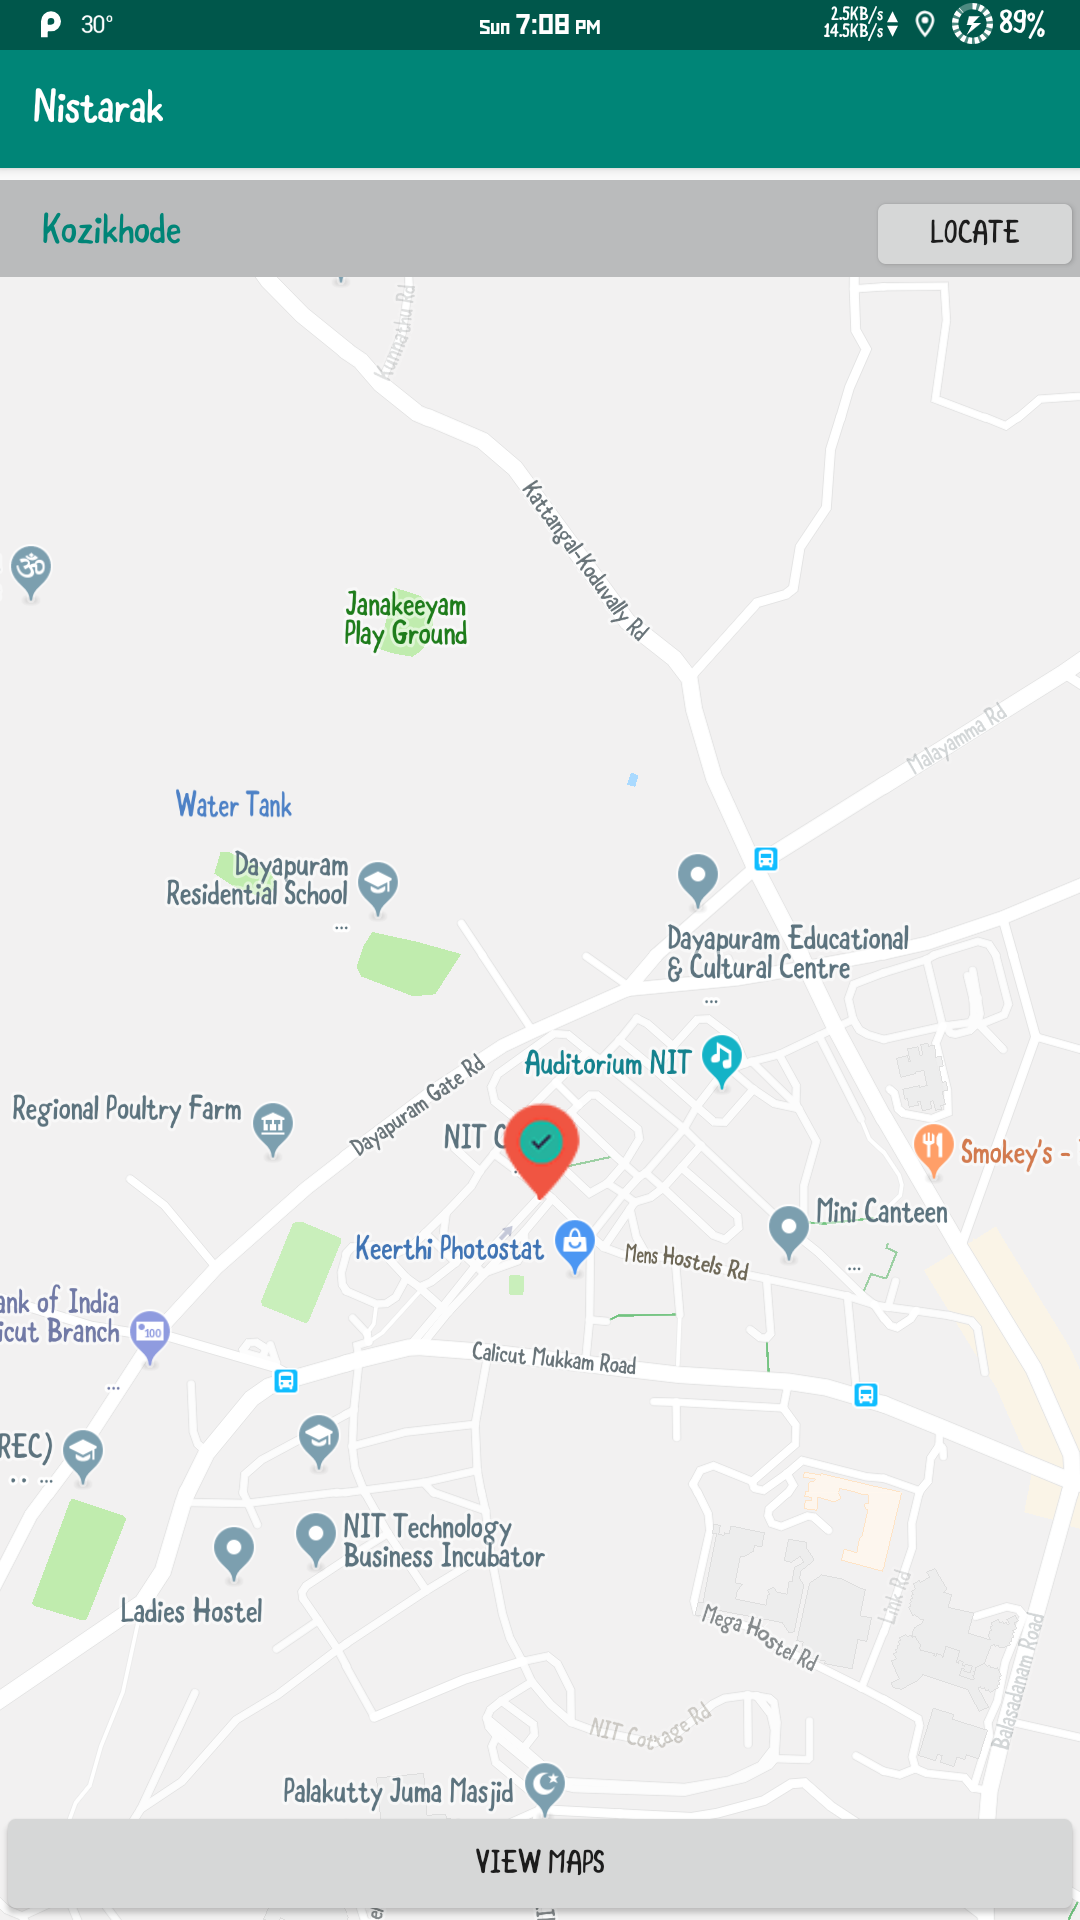 30°
Sun 7:08 PM
2.5KB/s
14.5KB/s
89%
Nistarak
Kozikhode
LOCATE
Kunnathu Rd
Kattangal-Koduvally Rd
ॐ
Janakeeyam
Play Ground
Malayamma Rd
Water Tank
Dayapuram
Residential School
...
Dayapuram Educational
& Cultural Centre
...
Auditorium NIT
Dayapuram Gate Rd
Regional Poultry Farm
NIT C
Smokey's -
Mini Canteen
...
Keerthi Photostat
Mens Hostels Rd
ank of India
icut Branch
100
...
Calicut Mukkam Road
REC)
...
NIT Technology
Business Incubator
Ladies Hostel
Link Rd
Mega Hostel Rd
Balasadanam Road
NIT Cottage Rd
Palakutty Juma Masjid
VIEW MAPS